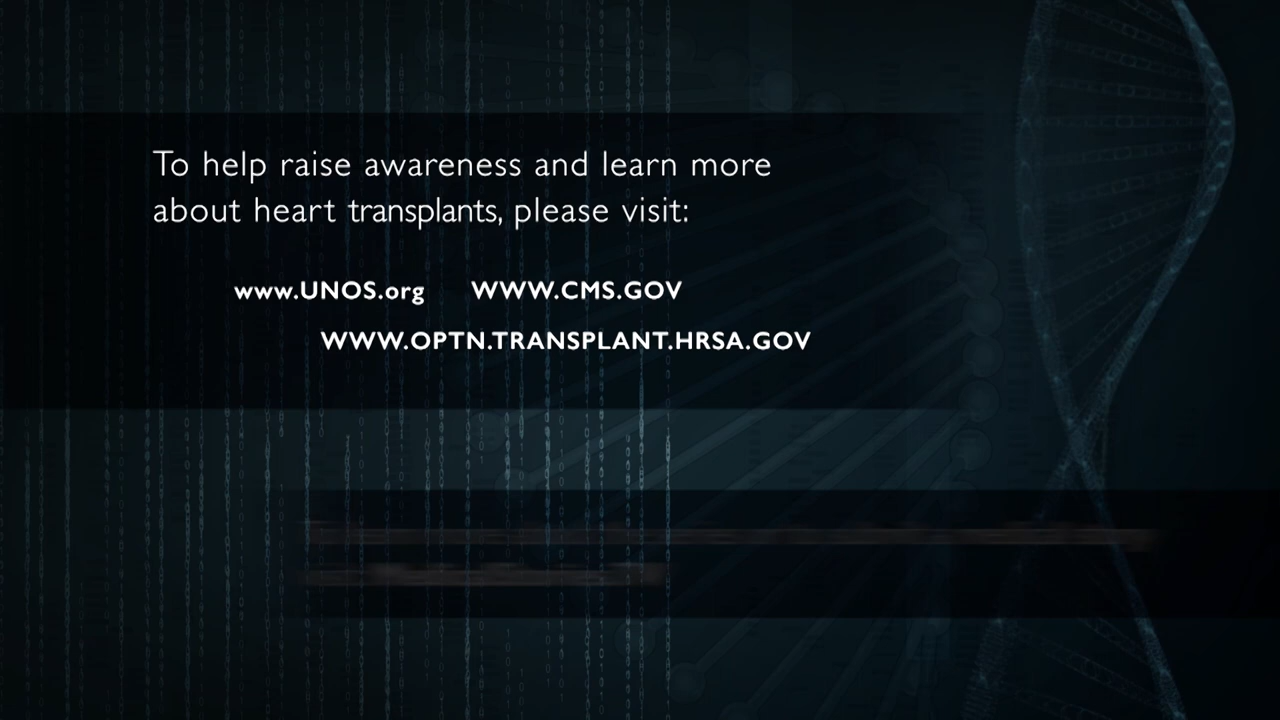 To help raise awareness and learn more
about heart transplants, please visit:
www.UNOS.org WWW.CMS.GOV
WWW.OPTN.TRANSPLANT.HRSA.GOV